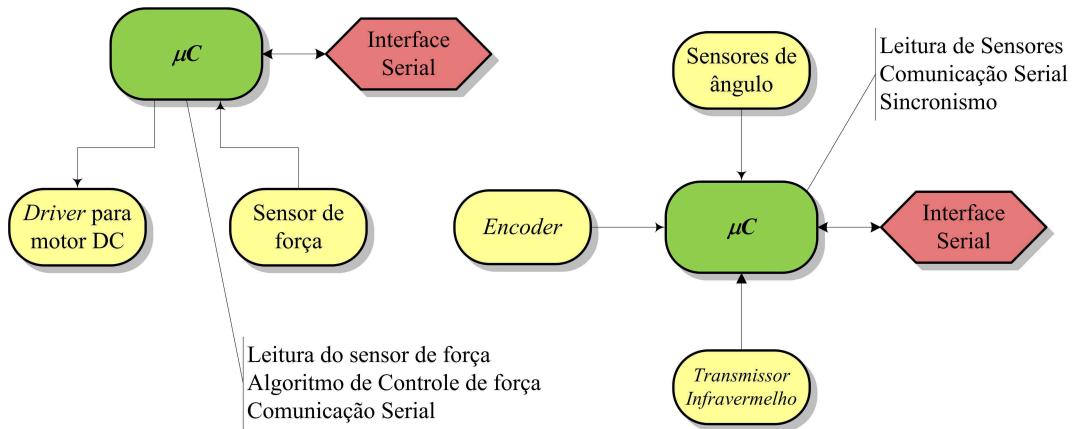 μC
Interface
Serial
Driver para
motor DC
Sensor de
força
Leitura do sensor de força
Algoritmo de Controle de força
Comunicação Serial
Sensores de
ângulo
Leitura de Sensores
Comunicação Serial
Sincronismo
Encoder
μC
Interface
Serial
Transmissor
Infravermelho